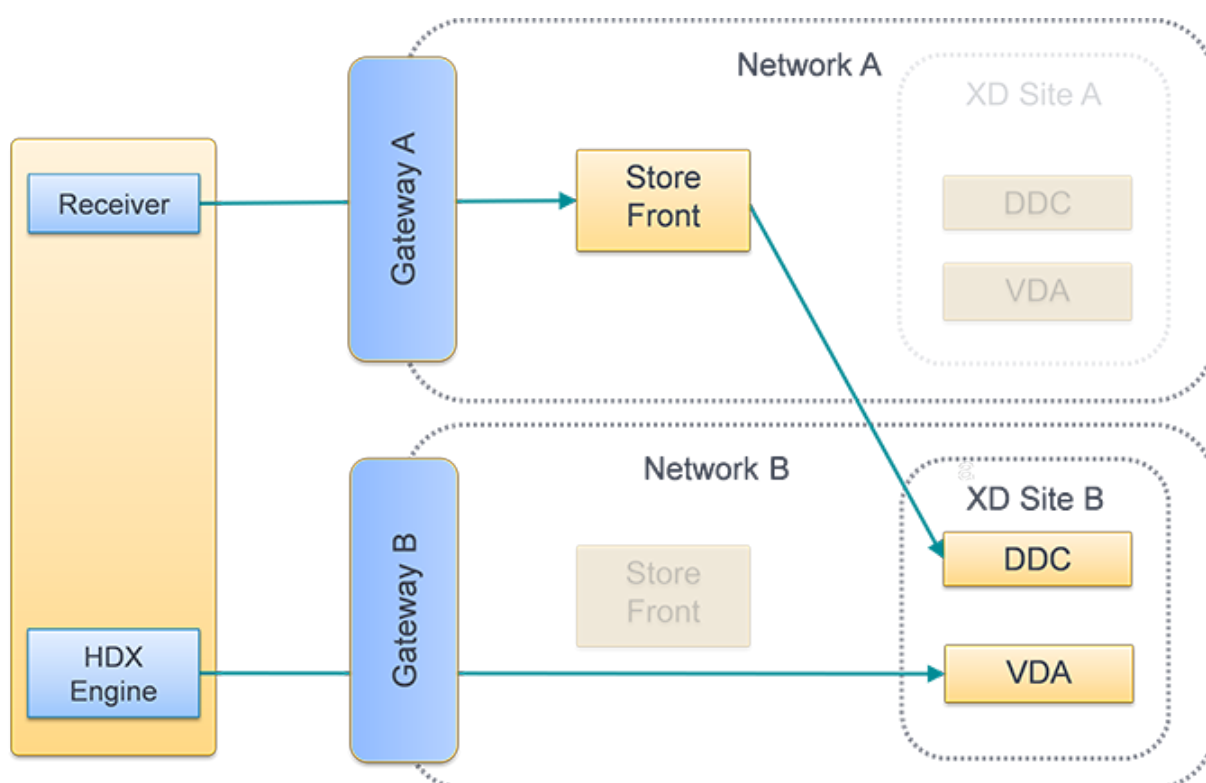 Network A
XD Site A
Gateway A
Receiver
Store
Front
DDC
VDA
Network B
XD Site B
Gateway B
Store
Front
DDC
HDX
Engine
VDA